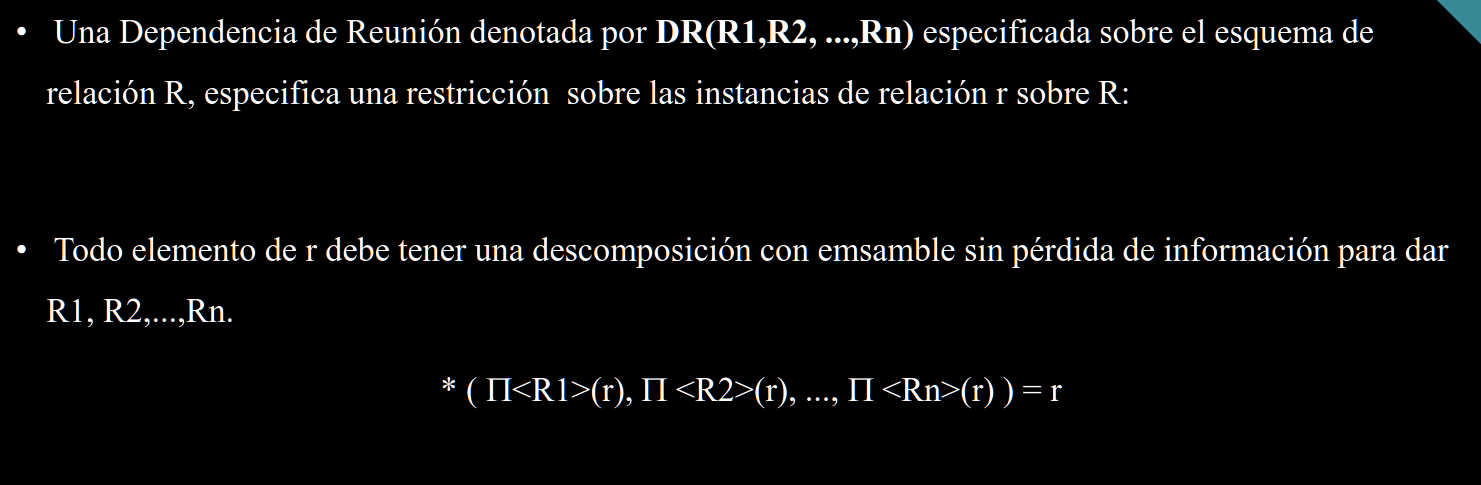 • Una Dependencia de Reunión denotada por DR(R1,R2, ...,Rn) especificada sobre el esquema de
relación R, especifica una restricción sobre las instancias de relación r sobre R:
• Todo elemento de r debe tener una descomposición con emsamble sin pérdida de información para dar
R1, R2,...,Rn.
* ( Π<R1>(r), Π <R2>(r), ..., Π <Rn>(r) ) = r